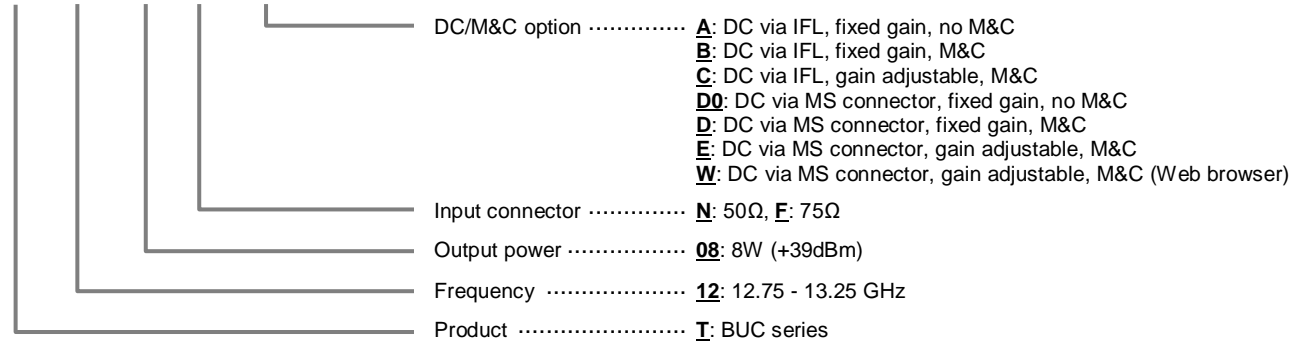 DC/M&C option ·············· A: DC via IFL, fixed gain, no M&C
B: DC via IFL, fixed gain, M&C
C: DC via IFL, gain adjustable, M&C
D0: DC via MS connector, fixed gain, no M&C
D: DC via MS connector, fixed gain, M&C
E: DC via MS connector, gain adjustable, M&C
W: DC via MS connector, gain adjustable, M&C (Web browser)
Input connector ·············· N: 50Ω, F: 75Ω
Output power ················· 08: 8W (+39dBm)
Frequency ···················· 12: 12.75 - 13.25 GHz
Product ························ T: BUC series